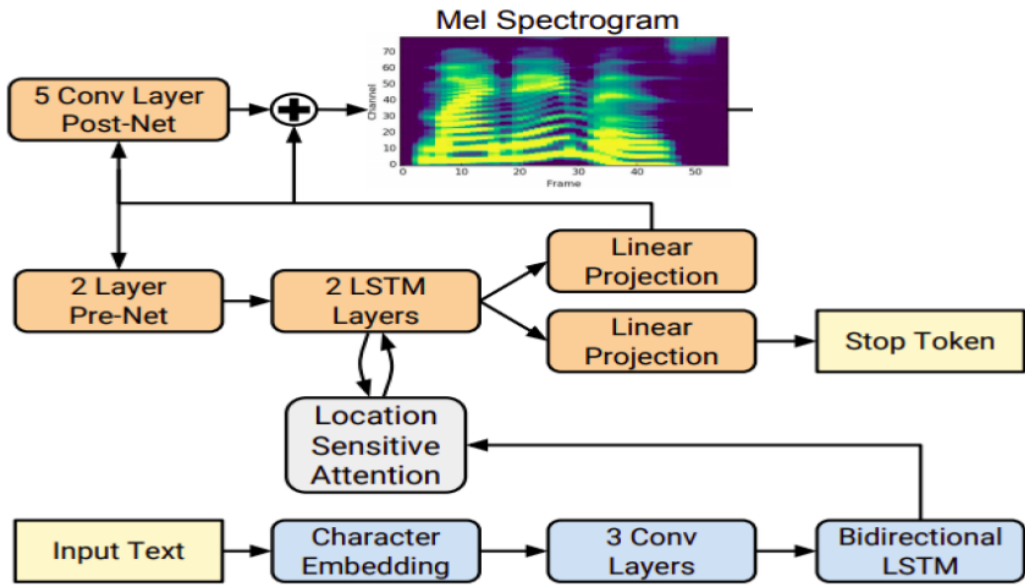 Mel Spectrogram
5 Conv Layer
Post-Net
Channel
70
60
50
40
30
20
10
0
0 10 20 30 40 50
Frame
2 Layer
Pre-Net
2 LSTM
Layers
Linear
Projection
Linear
Projection
Stop Token
Location
Sensitive
Attention
Input Text
Character
Embedding
3 Conv
Layers
Bidirectional
LSTM